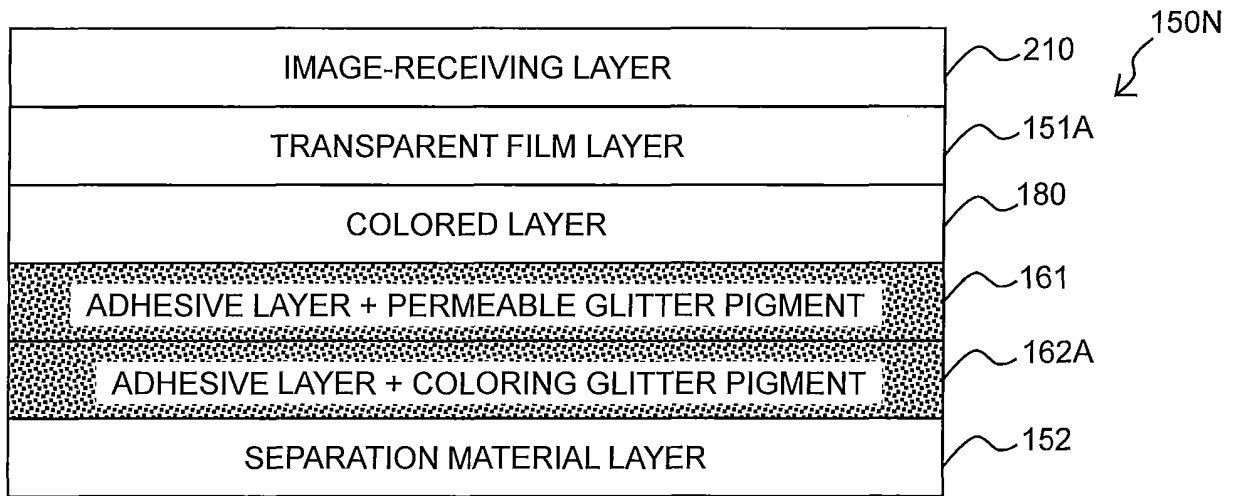 150N
IMAGE-RECEIVING LAYER 210
TRANSPARENT FILM LAYER 151A
COLORED LAYER 180
ADHESIVE LAYER + PERMEABLE GLITTER PIGMENT 161
ADHESIVE LAYER + COLORING GLITTER PIGMENT 162A
SEPARATION MATERIAL LAYER 152